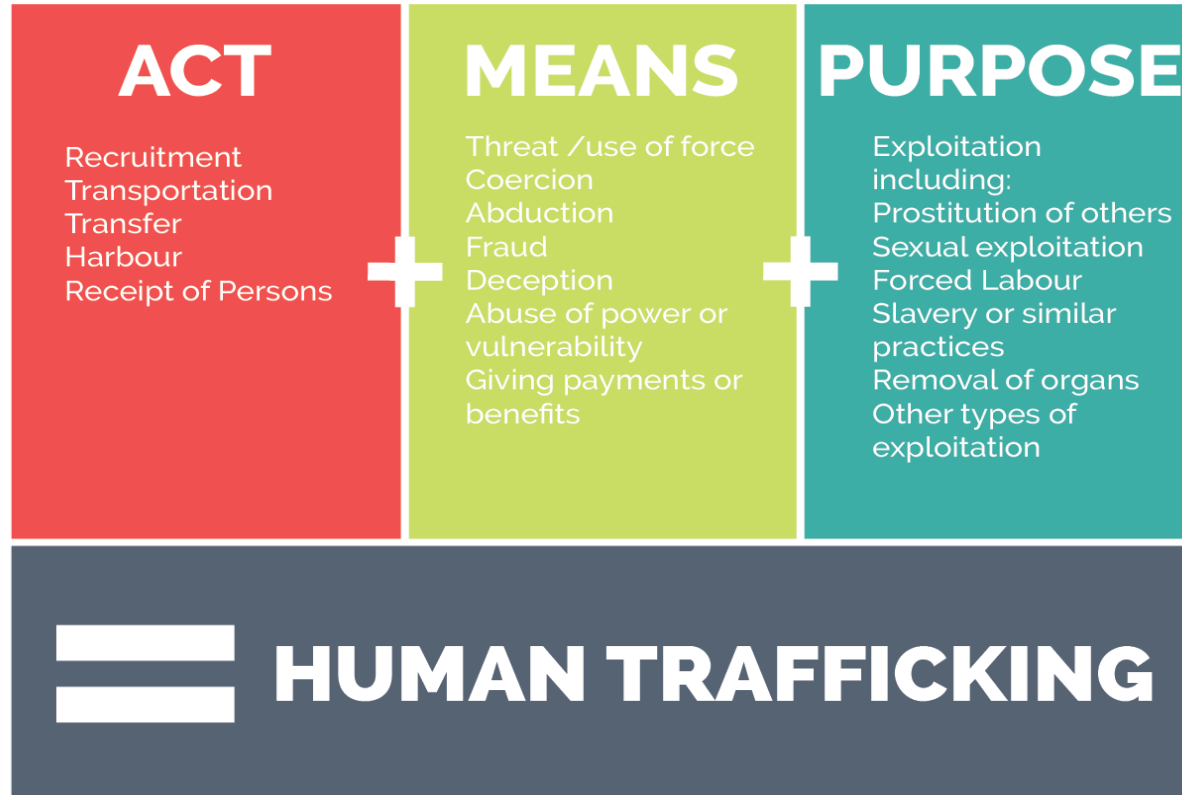 ACT
Recruitment
Transportation
Transfer
Harbour
Receipt of Persons
+
MEANS
Threat /use of force
Coercion
Abduction
Fraud
Deception
Abuse of power or
vulnerability
Giving payments or
benefits
+
PURPOSE
Exploitation
including:
Prostitution of others
Sexual exploitation
Forced Labour
Slavery or similar
practices
Removal of organs
Other types of
exploitation
= HUMAN TRAFFICKING